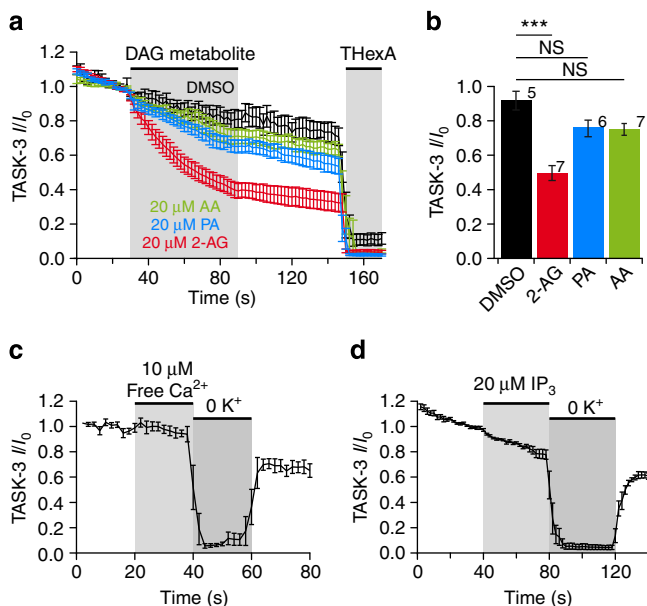 a
DAG metabolite
THexA
DMSO
1.2
1.0
0.8
0.6
0.4
0.2
0.0
TASK-3 I/I0
20 μM AA
20 μM PA
20 μM 2-AG
40 80 120 160
Time (s)
b
***
NS
NS
1.0
0.8
0.6
0.4
0.2
0.0
TASK-3 I/I0
5
7
6
7
DMSO
2-AG
PA
AA
c
10 μM
Free Ca2+
0 K+
1.2
1.0
0.8
0.6
0.4
0.2
0.0
TASK-3 I/I0
0 20 40 60 80
Time (s)
d
20 μM IP3
0 K+
1.2
1.0
0.8
0.6
0.4
0.2
0.0
TASK-3 I/I0
0 40 80 120
Time (s)